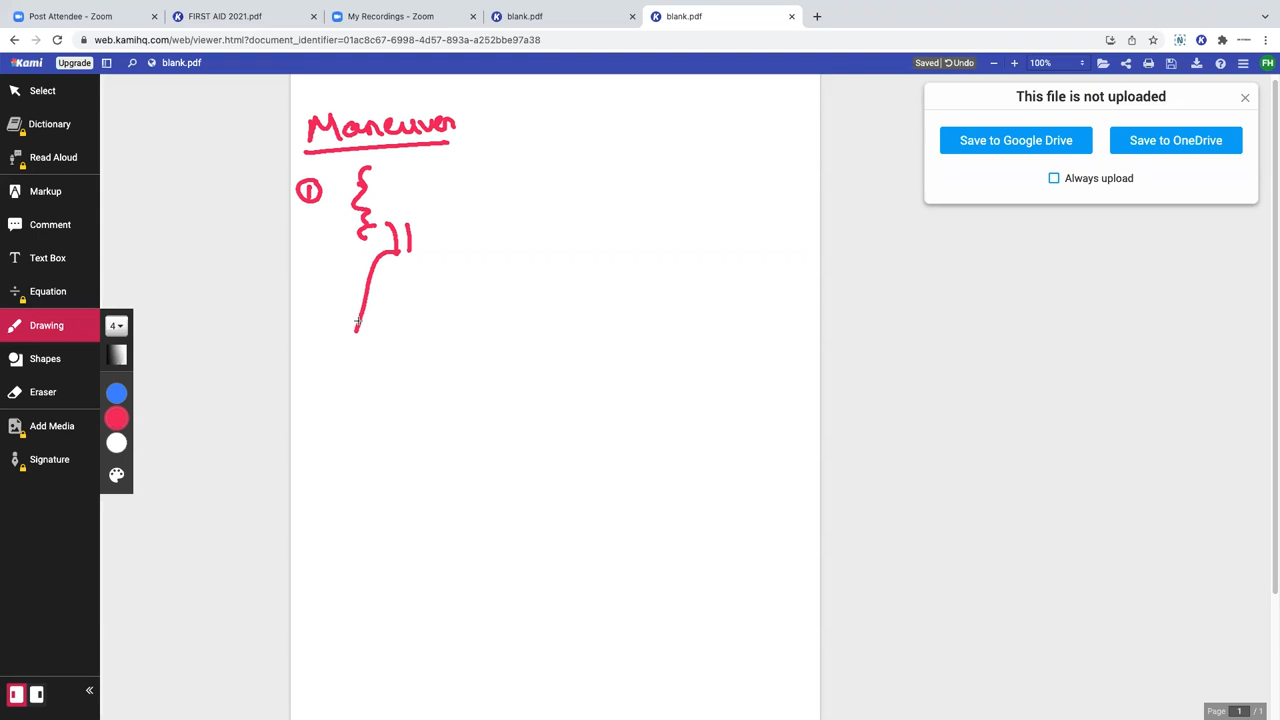 Post Attendee - Zoom
FIRST AID 2021.pdf
My Recordings - Zoom
blank.pdf
blank.pdf
web.kamihq.com/web/viewer.html?document_identifier=01ac8c67-6998-4d57-893a-a252bbe97a38
Kami
Upgrade
blank.pdf
Saved | Undo
100%
FH
Select
Dictionary
Read Aloud
Markup
Comment
Text Box
Equation
Drawing
Shapes
Eraser
Add Media
Signature
4
This file is not uploaded
Save to Google Drive
Save to OneDrive
Always upload
Maneuver
1
Page: 1 / 1